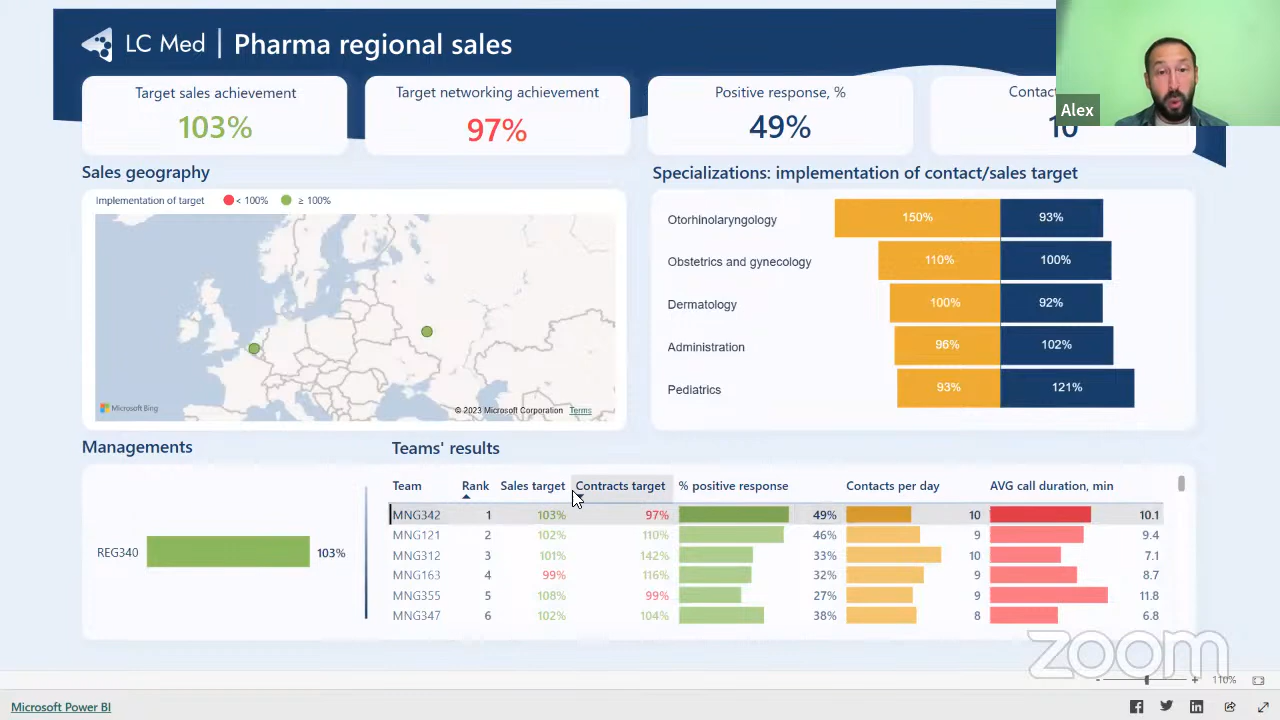 LC Med | Pharma regional sales
Target sales achievement
103%
Target networking achievement
97%
Positive response, %
49%
Contac
10
Alex
Sales geography
Implementation of target < 100% ≥ 100%
Microsoft Bing
© 2023 Microsoft Corporation Terms
Specializations: implementation of contact/sales target
Otorhinolaryngology 150% 93%
Obstetrics and gynecology 110% 100%
Dermatology 100% 92%
Administration 96% 102%
Pediatrics 93% 121%
Managements
REG340 103%
Teams' results
Team Rank Sales target Contracts target % positive response Contacts per day AVG call duration, min
MNG342 1 103% 97% 49% 10 10.1
MNG121 2 102% 110% 46% 9 9.4
MNG312 3 101% 142% 33% 10 7.1
MNG163 4 99% 116% 32% 9 8.7
MNG355 5 108% 99% 27% 9 11.8
MNG347 6 102% 104% 38% 8 6.8
zoom
- + 110%
Microsoft Power BI